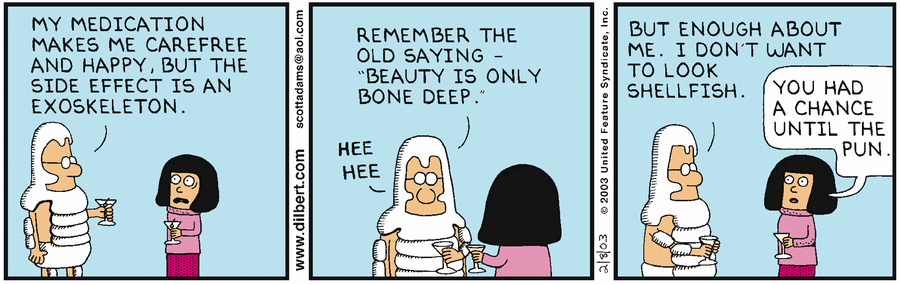 MY MEDICATION
MAKES ME CAREFREE
AND HAPPY, BUT THE
SIDE EFFECT IS AN
EXOSKELETON.
www.dilbert.com scottadams@aol.com
REMEMBER THE
OLD SAYING –
"BEAUTY IS ONLY
BONE DEEP."
HEE
HEE
2/8/03 © 2003 United Feature Syndicate, Inc.
BUT ENOUGH ABOUT
ME. I DON'T WANT
TO LOOK
SHELLFISH.
YOU HAD
A CHANCE
UNTIL THE
PUN.